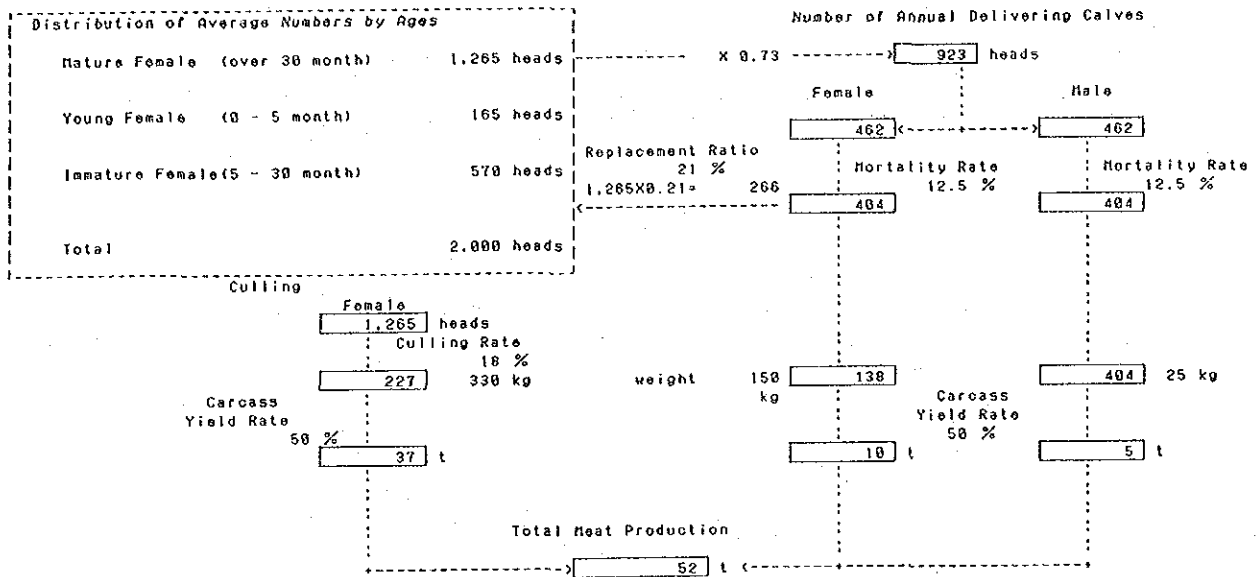 Distribution of Average Numbers by Ages
Mature Female (over 30 month) 1,265 heads
Young Female (0 - 5 month) 165 heads
Immature Female(5 - 30 month) 570 heads
Total 2.000 heads
Number of Annual Delivering Calves
X 0.73 923 heads
Female Male
462 462
Replacement Ratio
21 %
1,265X0.21= 266
Mortality Rate
12.5 %
Mortality Rate
12.5 %
404 404
Culling
Female
1,265 heads
Culling Rate
18 %
227 330 kg
weight 150 kg
138
404 25 kg
Carcass
Yield Rate
50 %
37 t
Carcass
Yield Rate
50 %
10 t
5 t
Total Meat Production
52 t